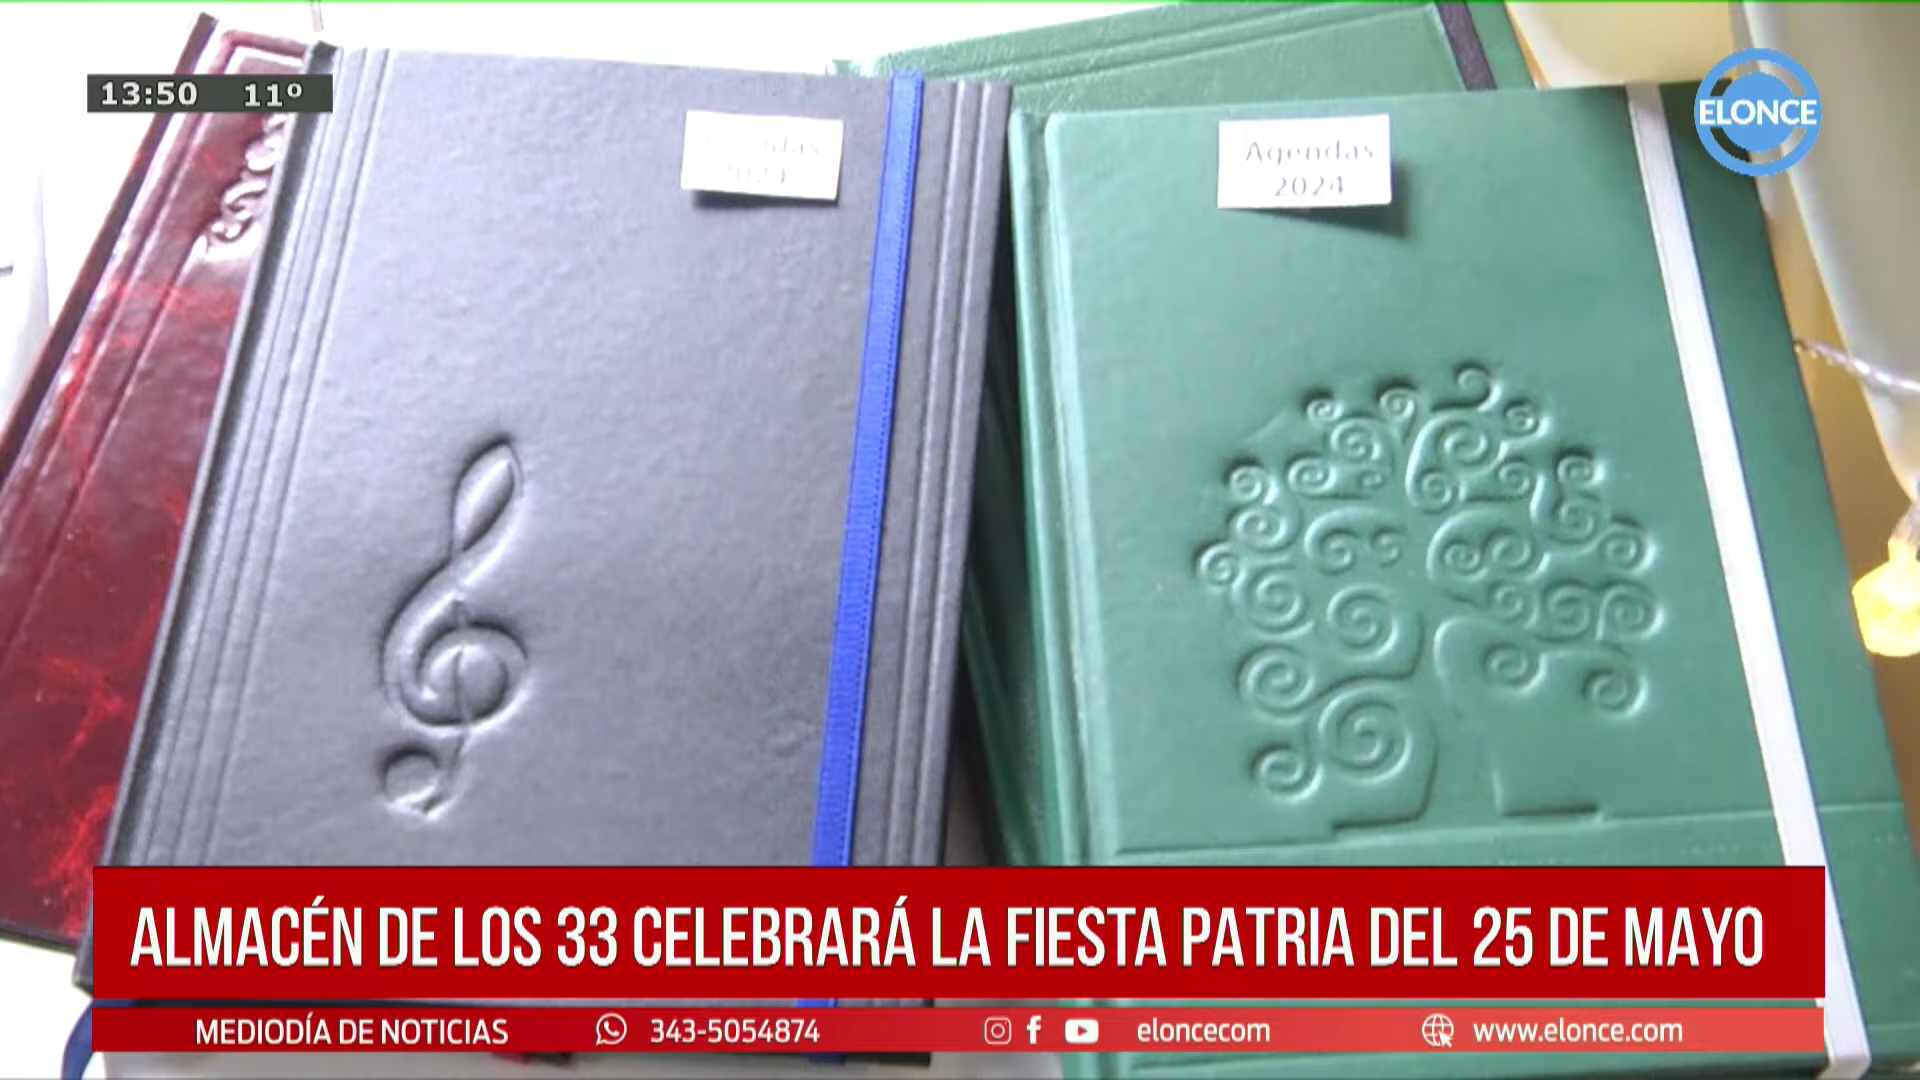 13:50 11º
ELONCE
Agendas
2024
ALMACÉN DE LOS 33 CELEBRARÁ LA FIESTA PATRIA DEL 25 DE MAYO
MEDIODÍA DE NOTICIAS 343-5054874 eloncecom www.elonce.com